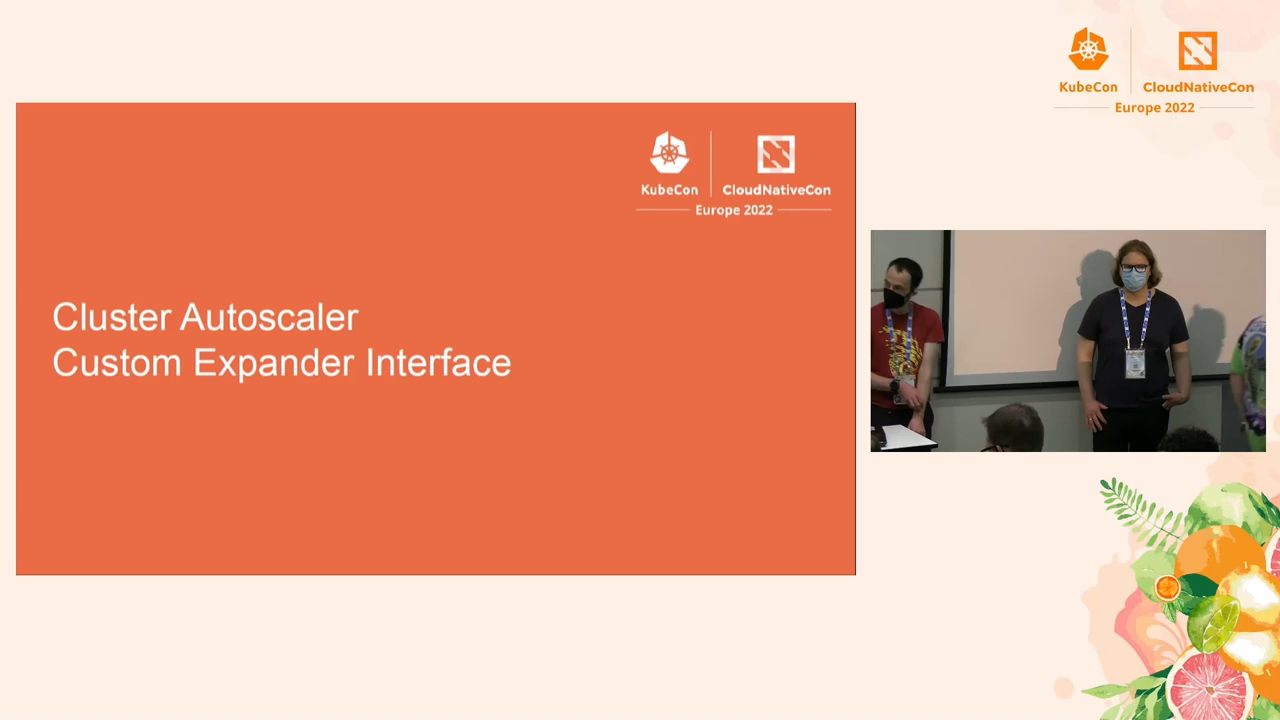 KubeCon
CloudNativeCon
Europe 2022
KubeCon
CloudNativeCon
Europe 2022
Cluster Autoscaler
Custom Expander Interface